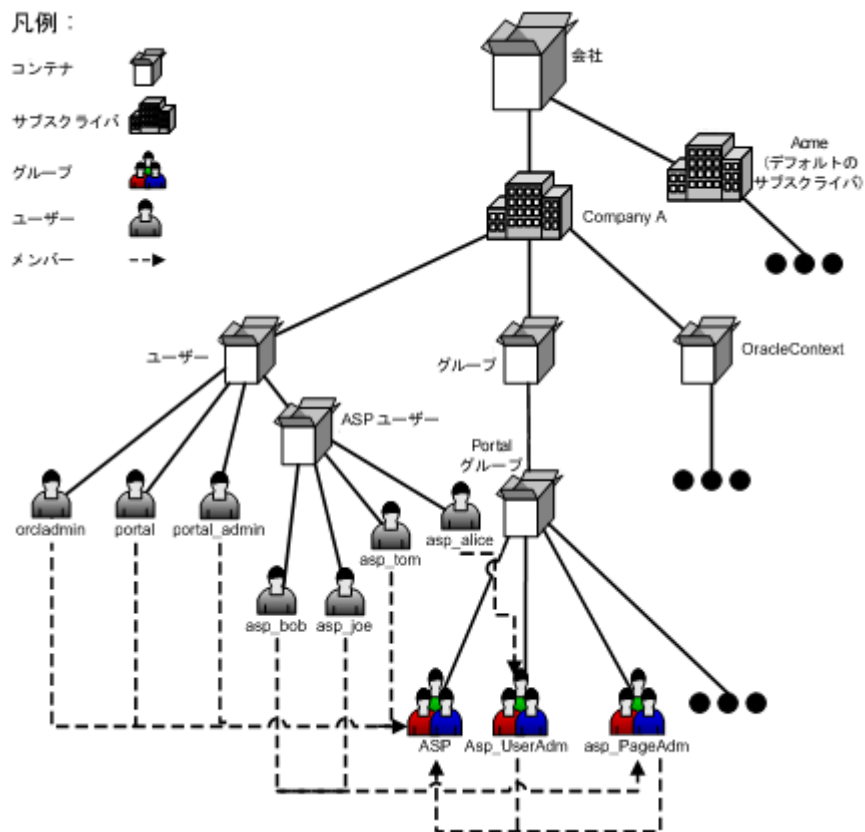 凡例：
コンテナ
サブスクライバ
グループ
ユーザー
メンバー
会社
Acme
（デフォルトの
サブスクライバ）
Company A
ユーザー
グループ
OracleContext
ASP ユーザー
Portal
グループ
orcladmin
portal
portal_admin
asp_tom
asp_alice
asp_bob
asp_joe
ASP
Asp_UserAdm
asp_PageAdm